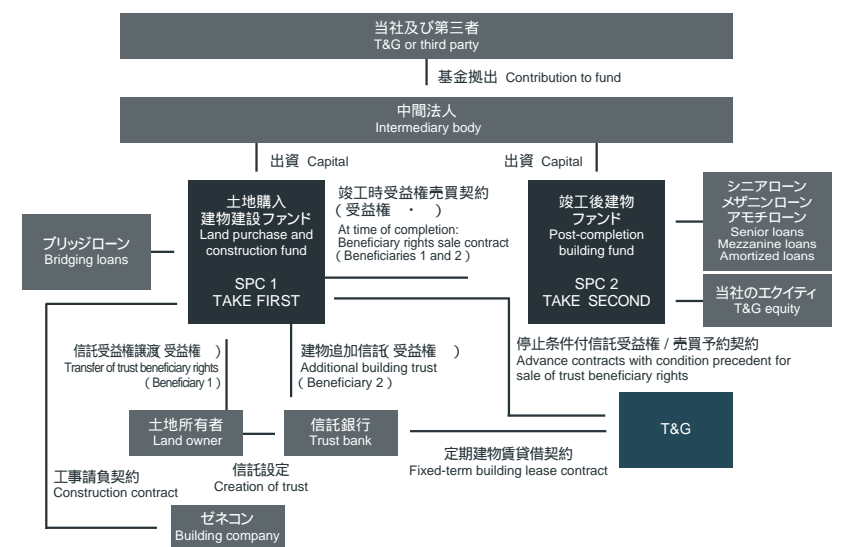 当社及び第三者
T&G or third party
基金拠出 Contribution to fund
中間法人
Intermediary body
出資 Capital
出資 Capital
土地購入
建物建設ファンド
Land purchase and
construction fund
SPC 1
TAKE FIRST
竣工時受益権売買契約
(受益権 ・ )
At time of completion:
Beneficiary rights sale contract
( Beneficiaries 1 and 2 )
竣工後建物
ファンド
Post-completion
building fund
SPC 2
TAKE SECOND
シニアローン
メザニンローン
アモチローン
Senior loans
Mezzanine loans
Amortized loans
ブリッジローン
Bridging loans
当社のエクイティ
T&G equity
信託受益権譲渡(受益権 )
Transfer of trust beneficiary rights
( Beneficiary 1 )
建物追加信託(受益権 )
Additional building trust
( Beneficiary 2 )
停止条件付信託受益権 / 売買予約契約
Advance contracts with condition precedent for
sale of trust beneficiary rights
土地所有者
Land owner
信託銀行
Trust bank
T&G
信託設定
Creation of trust
定期建物賃貸借契約
Fixed-term building lease contract
工事請負契約
Construction contract
ゼネコン
Building company